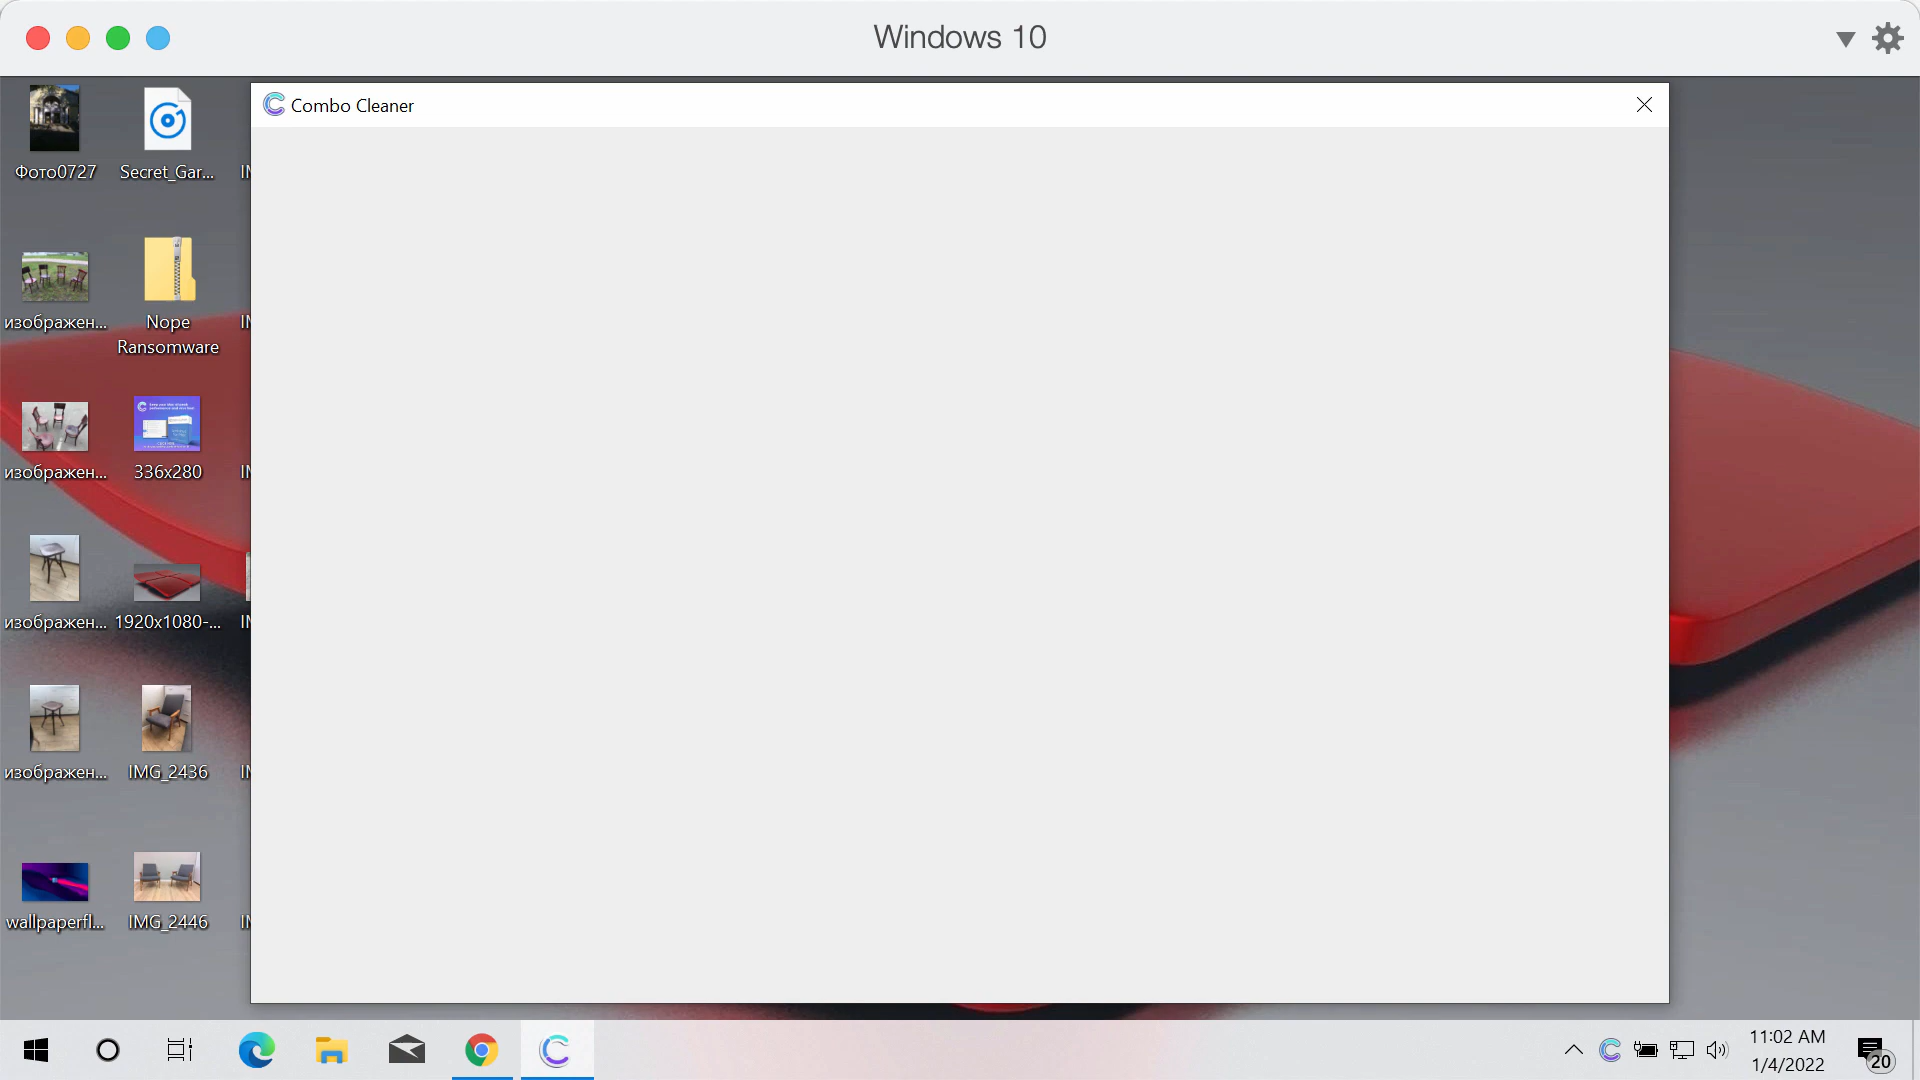 Windows 10
Combo Cleaner
Фото0727
Secret_Gar...
изображен...
Nope
Ransomware
изображен...
336x280
изображен...
1920x1080-...
изображен...
IMG_2436
wallpaperfl...
IMG_2446
11:02 AM
1/4/2022
20